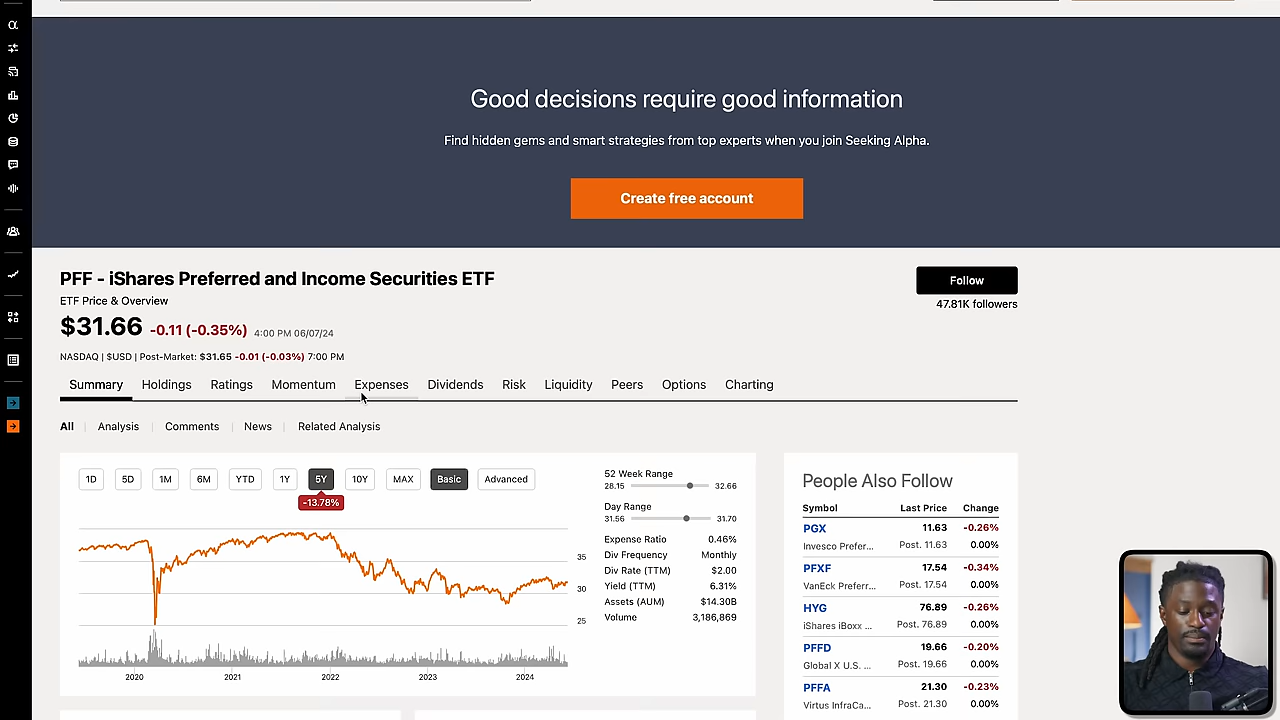 Good decisions require good information
Find hidden gems and smart strategies from top experts when you join Seeking Alpha.
Create free account
PFF - iShares Preferred and Income Securities ETF
Follow
ETF Price & Overview
47.81K followers
$31.66 -0.11 (-0.35%) 4:00 PM 06/07/24
NASDAQ | $USD | Post-Market: $31.65 -0.01 (-0.03%) 7:00 PM
Summary Holdings Ratings Momentum Expenses Dividends Risk Liquidity Peers Options Charting
All Analysis Comments News Related Analysis
1D 5D 1M 6M YTD 1Y 5Y 10Y MAX Basic Advanced
-13.78%
35
30
25
2020 2021 2022 2023 2024
52 Week Range
28.15 32.66
Day Range
31.56 31.70
Expense Ratio 0.46%
Div Frequency Monthly
Div Rate (TTM) $2.00
Yield (TTM) 6.31%
Assets (AUM) $14.30B
Volume 3,186,869
People Also Follow
Symbol Last Price Change
PGX 11.63 -0.26%
Invesco Prefer... Post. 11.63 0.00%
PFXF 17.54 -0.34%
VanEck Preferr... Post. 17.54 0.00%
HYG 76.89 -0.26%
iShares iBoxx ... Post. 76.89 0.00%
PFFD 19.66 -0.20%
Global X U.S. ... Post. 19.66 0.00%
PFFA 21.30 -0.23%
Virtus InfraCa... Post. 21.30 0.00%